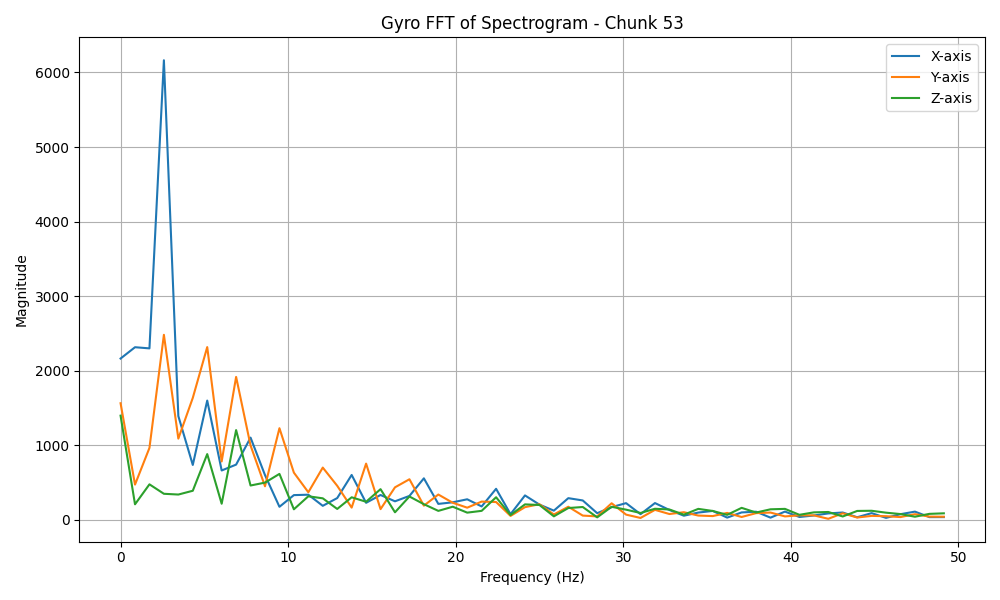 Gyro FFT of Spectrogram - Chunk 53
X-axis
Y-axis
Z-axis
6000
5000
4000
3000
2000
1000
0
Magnitude
0 10 20 30 40 50
Frequency (Hz)